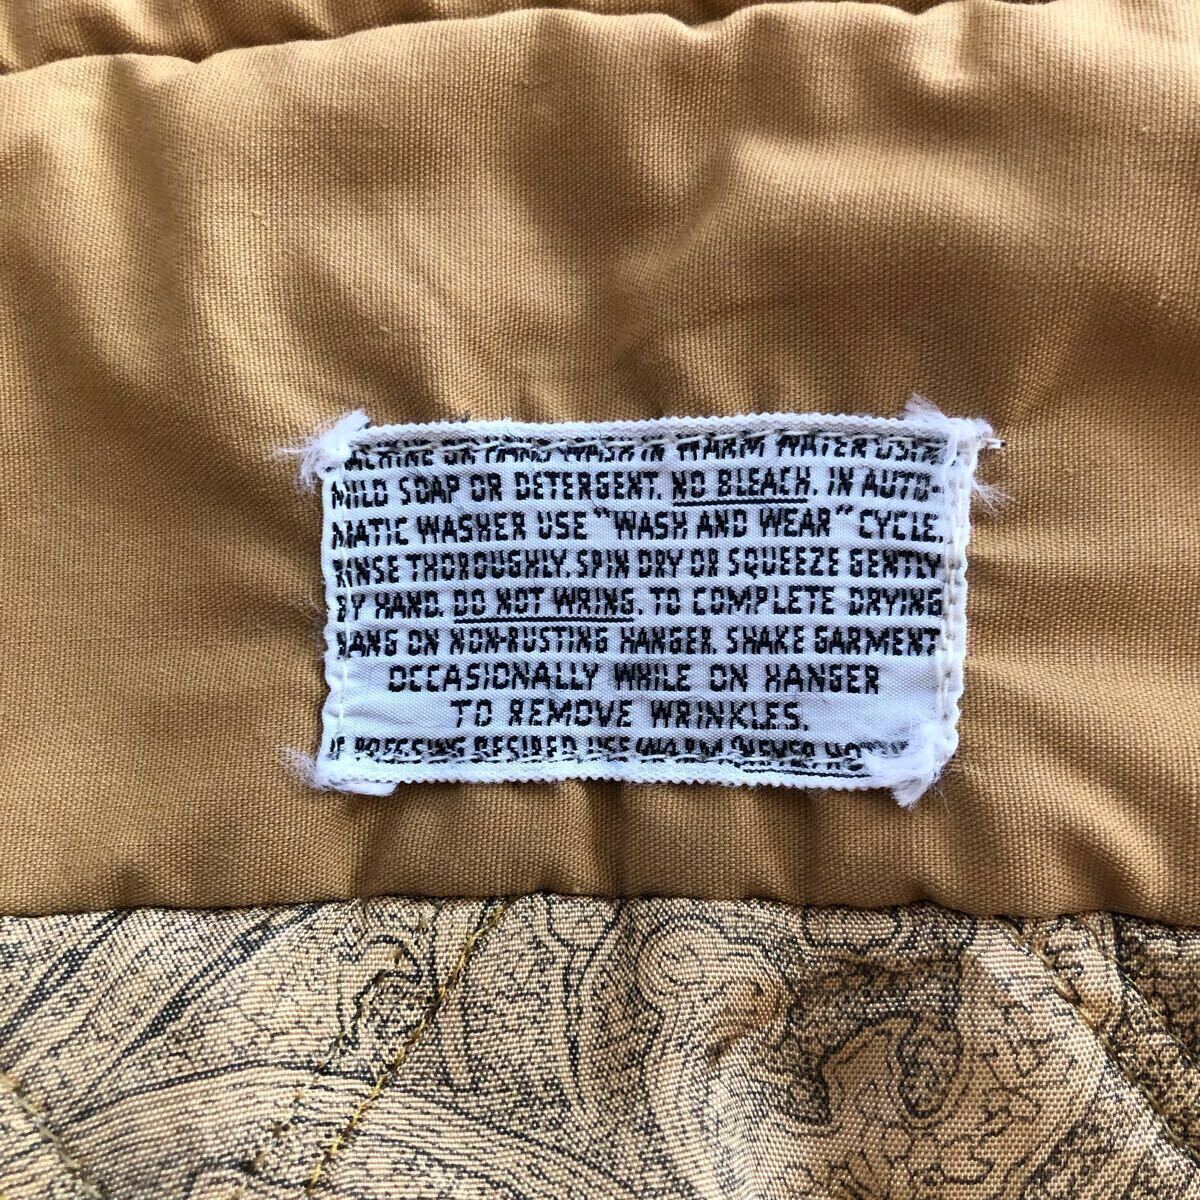 MACHINE OR HAND WASH IN WARM WATER USING
MILD SOAP OR DETERGENT. NO BLEACH. IN AUTO-
MATIC WASHER USE "WASH AND WEAR" CYCLE.
RINSE THOROUGHLY. SPIN DRY OR SQUEEZE GENTLY
BY HAND. DO NOT WRING. TO COMPLETE DRYING
HANG ON NON-RUSTING HANGER. SHAKE GARMENT
OCCASIONALLY WHILE ON HANGER
TO REMOVE WRINKLES.
IF PRESSING DESIRED USE WARM (NEVER HOT)